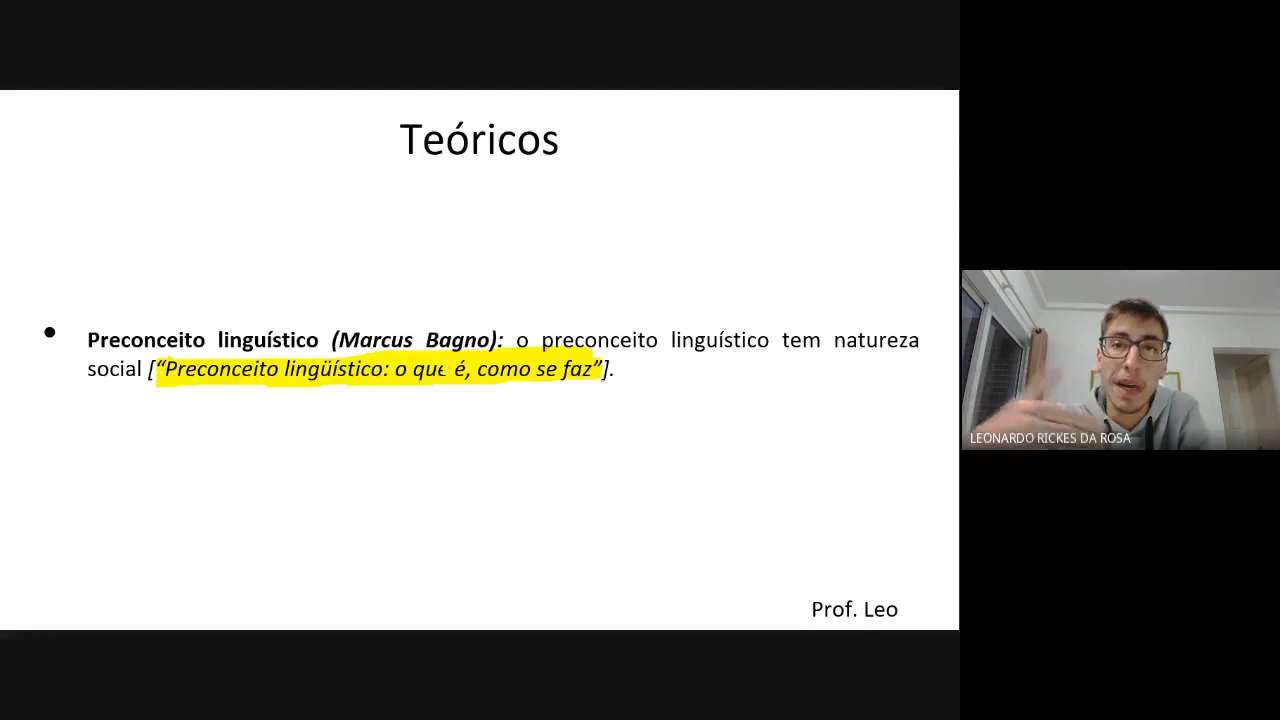 Teóricos
• Preconceito linguístico (Marcus Bagno): o preconceito linguístico tem natureza
social [“Preconceito lingüístico: o que é, como se faz”].
Prof. Leo
LEONARDO RICKES DA ROSA